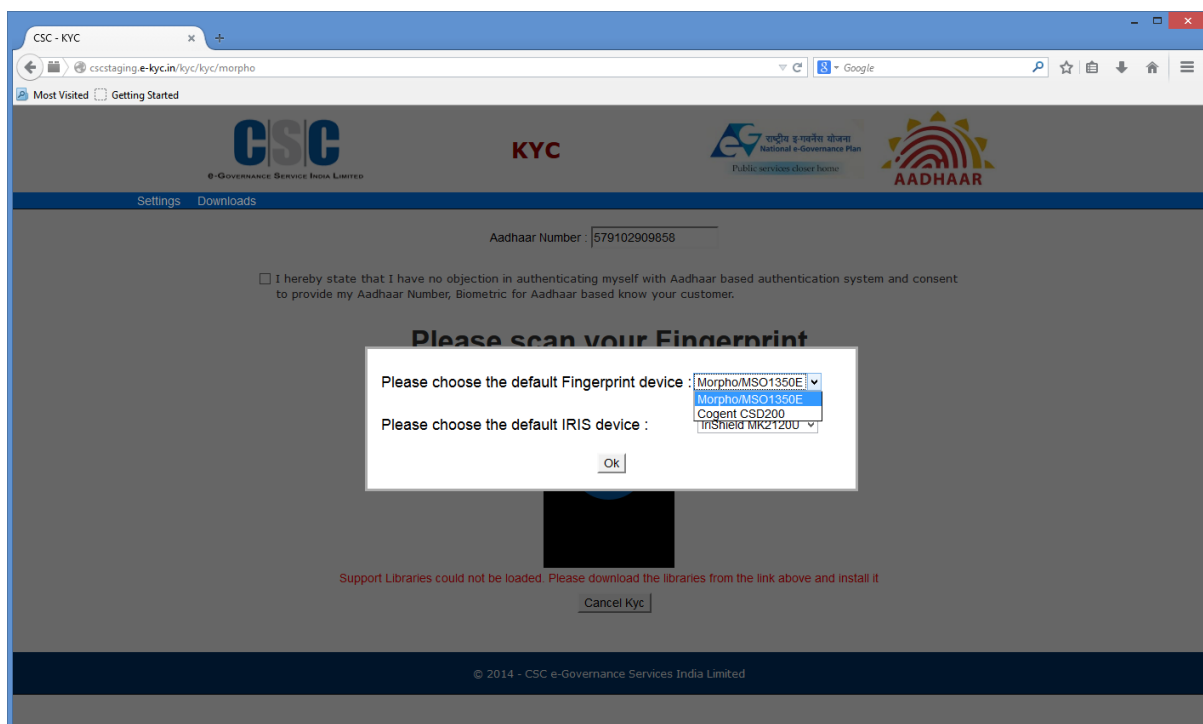 CSC - KYC
cscstaging.e-kyc.in/kyc/kyc/morpho
Google
Most Visited Getting Started
CSC
e-Governance Service India Limited
KYC
राष्ट्रीय इ-गवर्नेंस योजना
National e-Governance Plan
Public services closer home
AADHAAR
Settings Downloads
Aadhaar Number : 579102909858
I hereby state that I have no objection in authenticating myself with Aadhaar based authentication system and consent
to provide my Aadhaar Number, Biometric for Aadhaar based know your customer.
Please scan your Fingerprint
Please choose the default Fingerprint device : Morpho/MSO1350E
Morpho/MSO1350E
Cogent CSD200
Please choose the default IRIS device : IriShield MK2120U
Ok
Support Libraries could not be loaded. Please download the libraries from the link above and install it
Cancel Kyc
© 2014 - CSC e-Governance Services India Limited